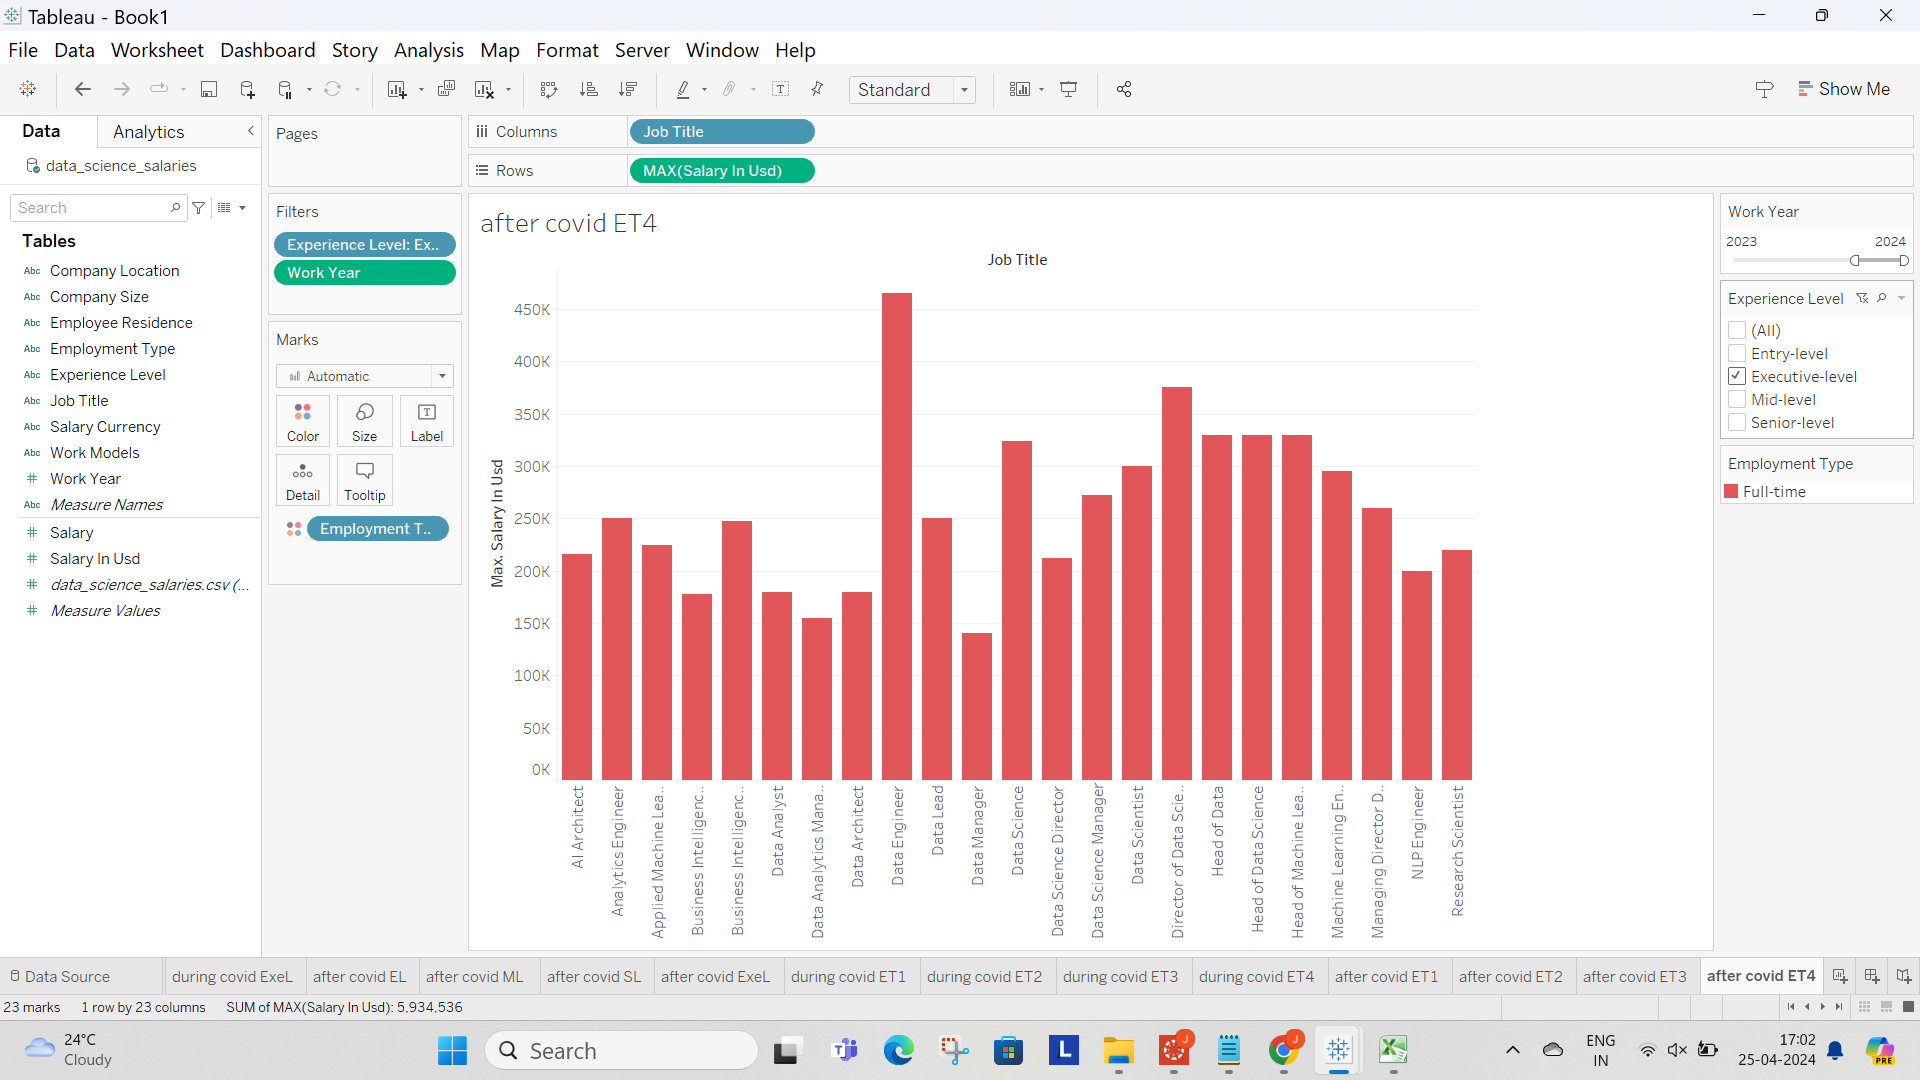 Tableau - Book1
File Data Worksheet Dashboard Story Analysis Map Format Server Window Help
Standard
Show Me
Data Analytics
data_science_salaries
Search
Tables
Abc Company Location
Abc Company Size
Abc Employee Residence
Abc Employment Type
Abc Experience Level
Abc Job Title
Abc Salary Currency
Abc Work Models
# Work Year
Abc Measure Names
# Salary
# Salary In Usd
# data_science_salaries.csv (...
# Measure Values
Pages
Filters
Experience Level: Ex..
Work Year
Marks
Automatic
Color Size Label
Detail Tooltip
Employment T..
Columns Job Title
Rows MAX(Salary In Usd)
after covid ET4
Job Title
Max. Salary In Usd
450K
400K
350K
300K
250K
200K
150K
100K
50K
0K
AI Architect
Analytics Engineer
Applied Machine Lea..
Business Intelligenc..
Business Intelligenc..
Data Analyst
Data Analytics Mana..
Data Architect
Data Engineer
Data Lead
Data Manager
Data Science
Data Science Director
Data Science Manager
Data Scientist
Director of Data Scie..
Head of Data
Head of Data Science
Head of Machine Lea..
Machine Learning En..
Managing Director D..
NLP Engineer
Research Scientist
Work Year
2023 2024
Experience Level
(All)
Entry-level
Executive-level
Mid-level
Senior-level
Employment Type
Full-time
Data Source during covid ExeL after covid EL after covid ML after covid SL after covid ExeL during covid ET1 during covid ET2 during covid ET3 during covid ET4 after covid ET1 after covid ET2 after covid ET3 after covid ET4
23 marks 1 row by 23 columns SUM of MAX(Salary In Usd): 5,934,536
24°C
Cloudy
Search
L
J
J
PRE
ENG
IN
17:02
25-04-2024